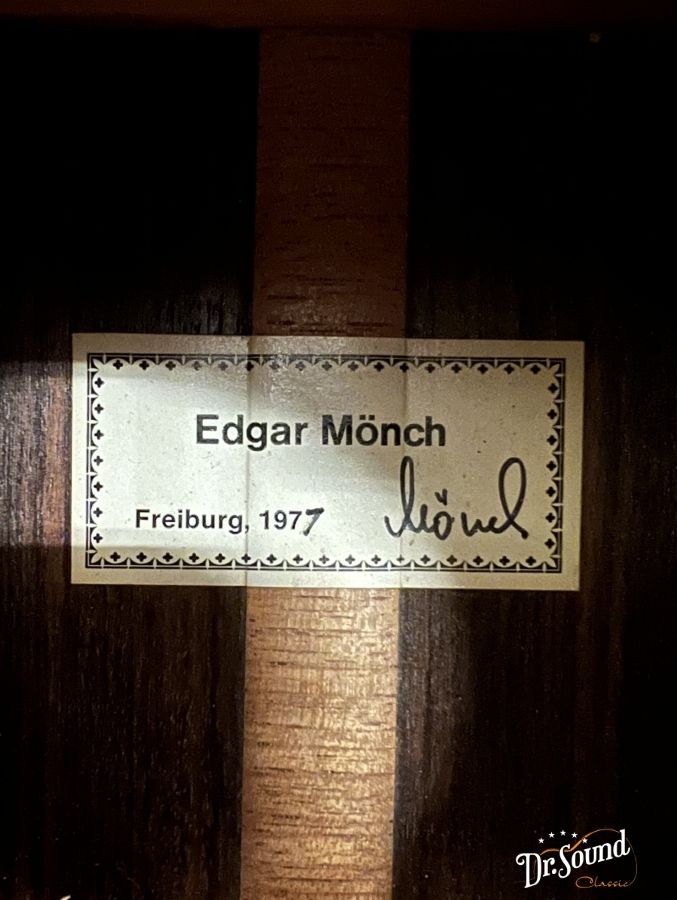 Edgar Mönch
Freiburg, 1977
Mönch
Dr. Sound
Classic